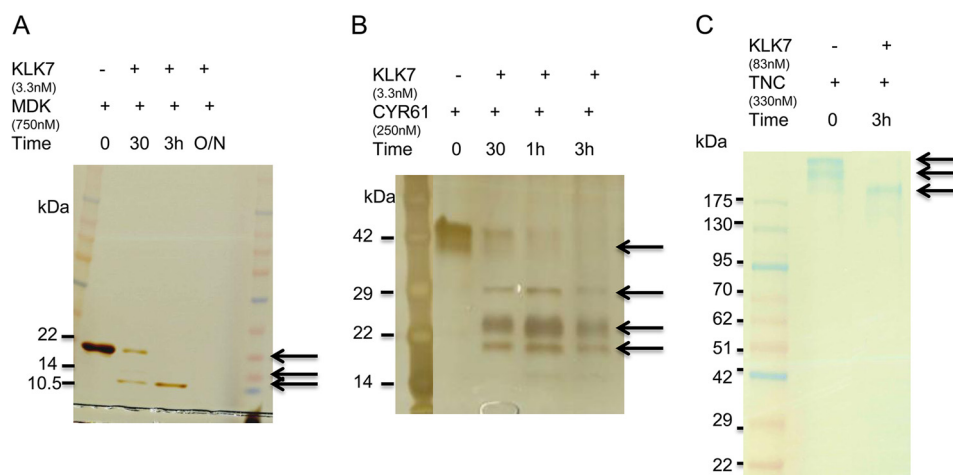 A
KLK7 - + + +
(3.3nM)
MDK + + + +
(750nM)
Time 0 30 3h O/N
kDa
22
14
10.5
B
KLK7 - + + +
(3.3nM)
CYR61 + + + +
(250nM)
Time 0 30 1h 3h
kDa
42
29
22
14
C
KLK7 - +
(83nM)
TNC + +
(330nM)
Time 0 3h
kDa
175
130
95
70
62
51
42
29
22